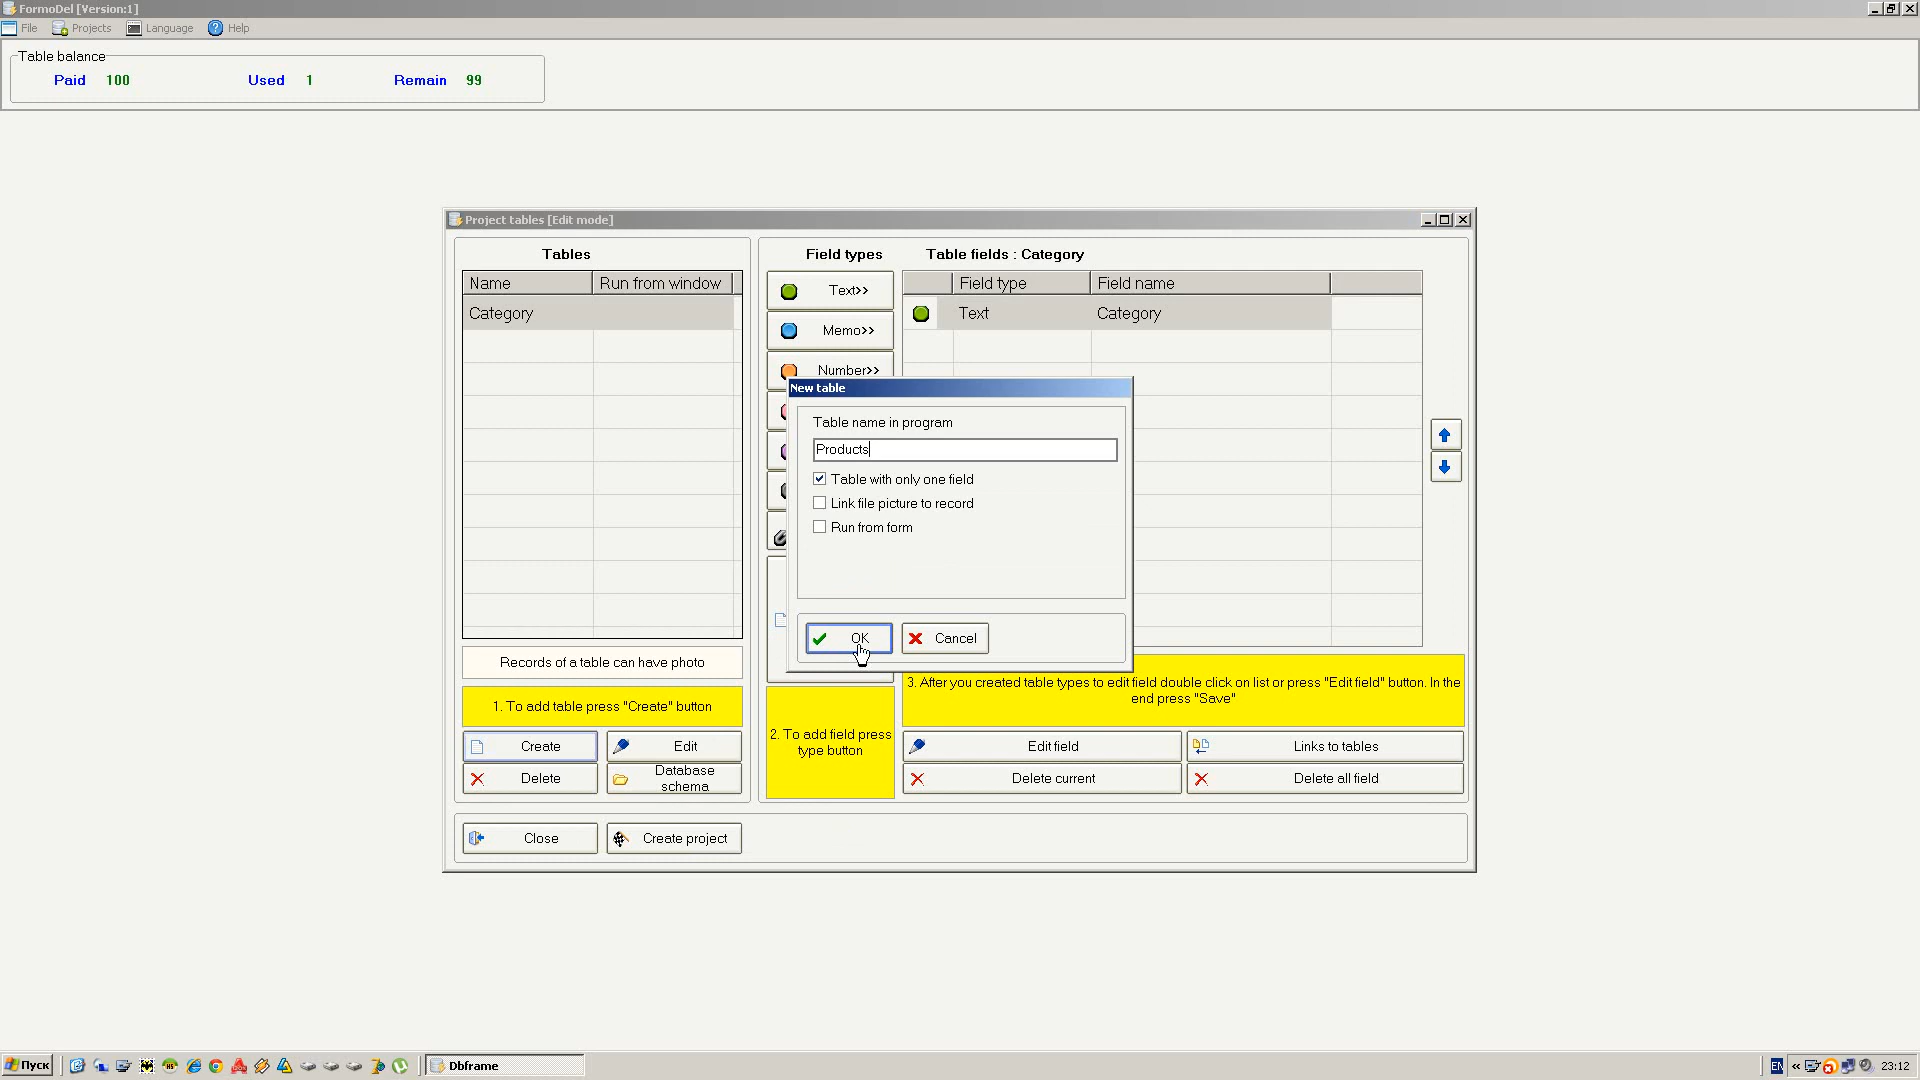 FormoDel [Version:1]
File Projects Language Help
Table balance
Paid 100 Used 1 Remain 99
Project tables [Edit mode]
Tables
Name Run from window
Category
Records of a table can have photo
1. To add table press "Create" button
Create Edit
Delete Database schema
Field types
Text>>
Memo>>
Number>>
2. To add field press
type button
Table fields : Category
Field type Field name
Text Category
New table
Table name in program
Products
Table with only one field
Link file picture to record
Run from form
OK Cancel
3. After you created table types to edit field double click on list or press "Edit field" button. In the
end press "Save"
Edit field Links to tables
Delete current Delete all field
Close Create project
Пуск
Dbframe
EN « 23:12